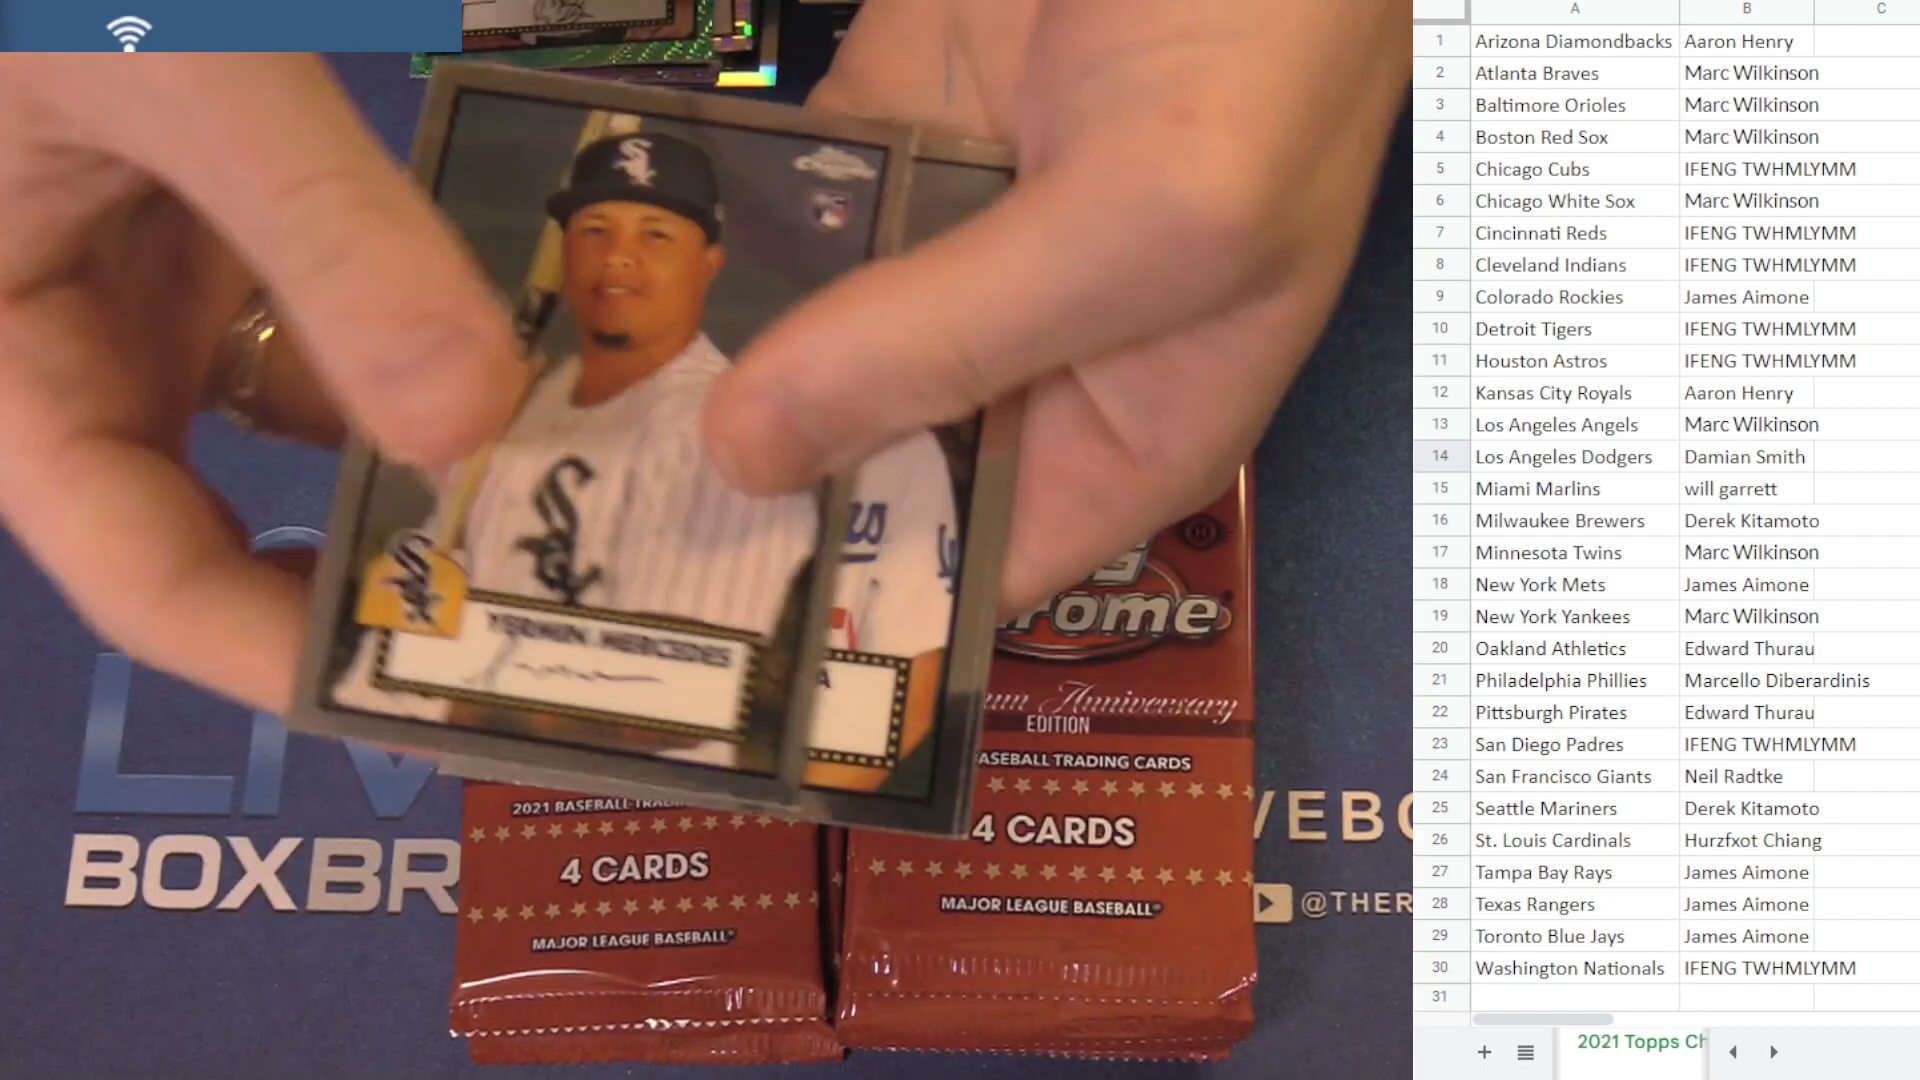 YERMIN MERCEDES
A
Chrome
Platinum Anniversary
EDITION
BASEBALL TRADING CARDS
4 CARDS
MAJOR LEAGUE BASEBALL
2021 BASEBALL TRAD
4 CARDS
MAJOR LEAGUE BASEBALL
LIV
BOXBR
VEBO
@THER
A B C
1 Arizona Diamondbacks Aaron Henry
2 Atlanta Braves Marc Wilkinson
3 Baltimore Orioles Marc Wilkinson
4 Boston Red Sox Marc Wilkinson
5 Chicago Cubs IFENG TWHMLYMM
6 Chicago White Sox Marc Wilkinson
7 Cincinnati Reds IFENG TWHMLYMM
8 Cleveland Indians IFENG TWHMLYMM
9 Colorado Rockies James Aimone
10 Detroit Tigers IFENG TWHMLYMM
11 Houston Astros IFENG TWHMLYMM
12 Kansas City Royals Aaron Henry
13 Los Angeles Angels Marc Wilkinson
14 Los Angeles Dodgers Damian Smith
15 Miami Marlins will garrett
16 Milwaukee Brewers Derek Kitamoto
17 Minnesota Twins Marc Wilkinson
18 New York Mets James Aimone
19 New York Yankees Marc Wilkinson
20 Oakland Athletics Edward Thurau
21 Philadelphia Phillies Marcello Diberardinis
22 Pittsburgh Pirates Edward Thurau
23 San Diego Padres IFENG TWHMLYMM
24 San Francisco Giants Neil Radtke
25 Seattle Mariners Derek Kitamoto
26 St. Louis Cardinals Hurzfxot Chiang
27 Tampa Bay Rays James Aimone
28 Texas Rangers James Aimone
29 Toronto Blue Jays James Aimone
30 Washington Nationals IFENG TWHMLYMM
31
2021 Topps Ch